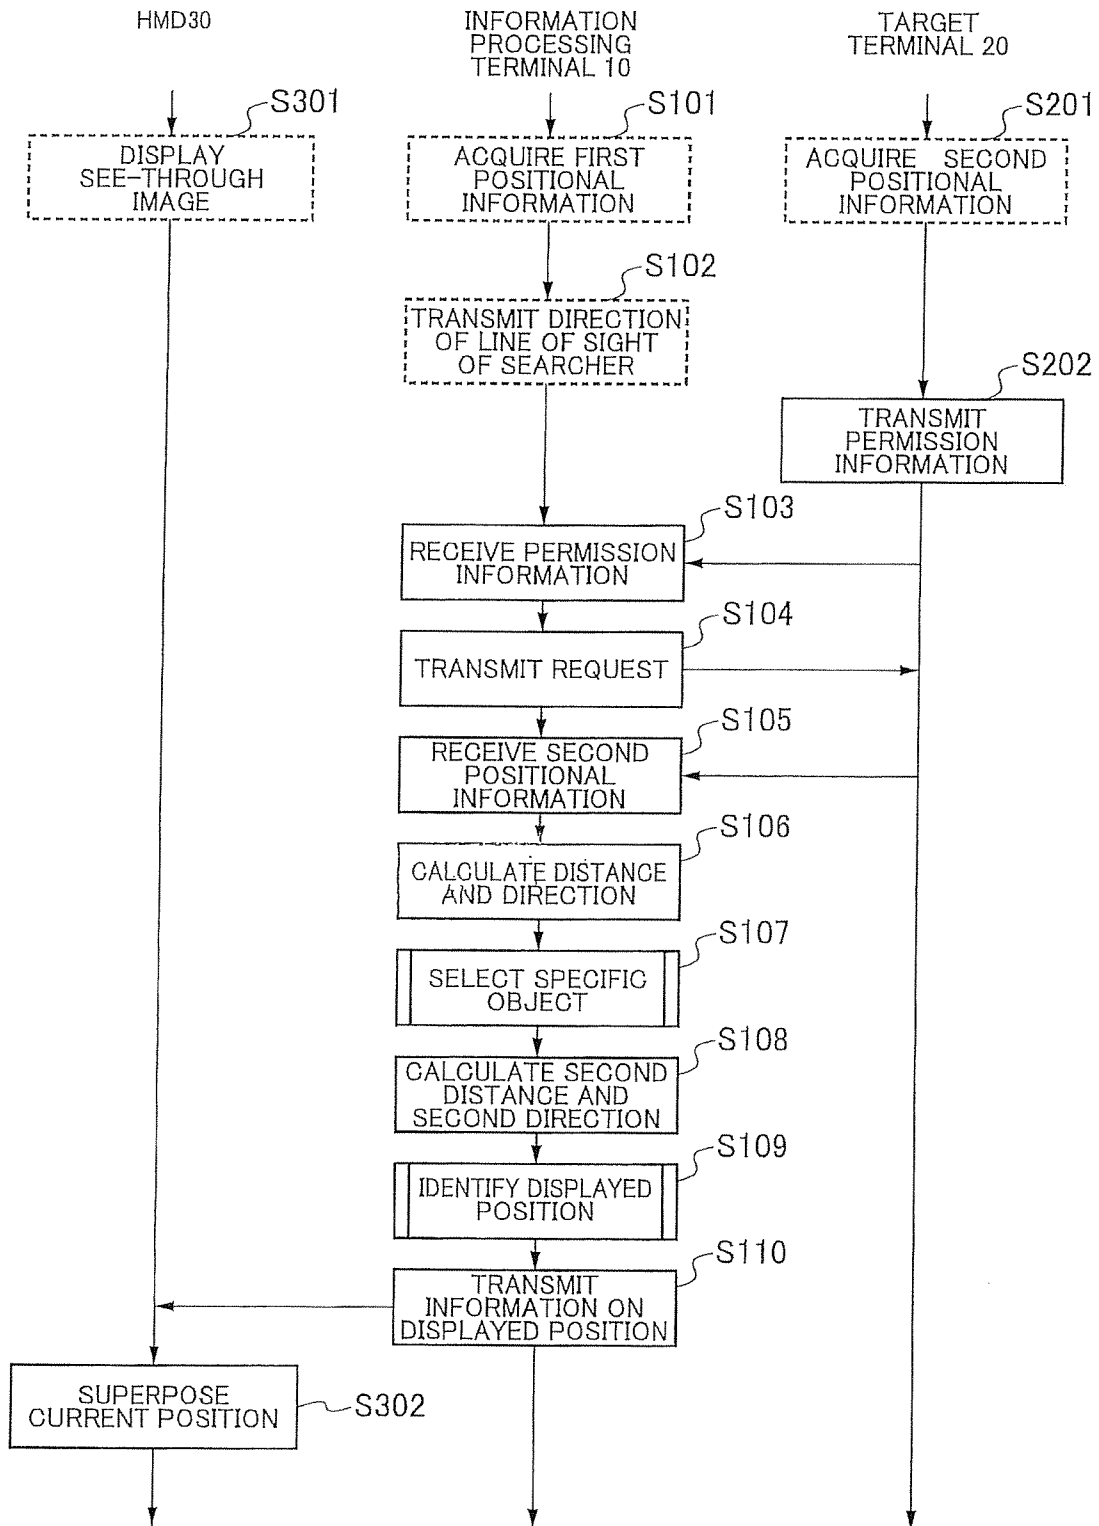 HMD30
INFORMATION
PROCESSING
TERMINAL 10
TARGET
TERMINAL 20
S301
DISPLAY
SEE-THROUGH
IMAGE
S101
ACQUIRE FIRST
POSITIONAL
INFORMATION
S201
ACQUIRE SECOND
POSITIONAL
INFORMATION
S102
TRANSMIT DIRECTION
OF LINE OF SIGHT
OF SEARCHER
S202
TRANSMIT
PERMISSION
INFORMATION
S103
RECEIVE PERMISSION
INFORMATION
S104
TRANSMIT REQUEST
S105
RECEIVE SECOND
POSITIONAL
INFORMATION
S106
CALCULATE DISTANCE
AND DIRECTION
S107
SELECT SPECIFIC
OBJECT
S108
CALCULATE SECOND
DISTANCE AND
SECOND DIRECTION
S109
IDENTIFY DISPLAYED
POSITION
S110
TRANSMIT
INFORMATION ON
DISPLAYED POSITION
SUPERPOSE
CURRENT POSITION
S302